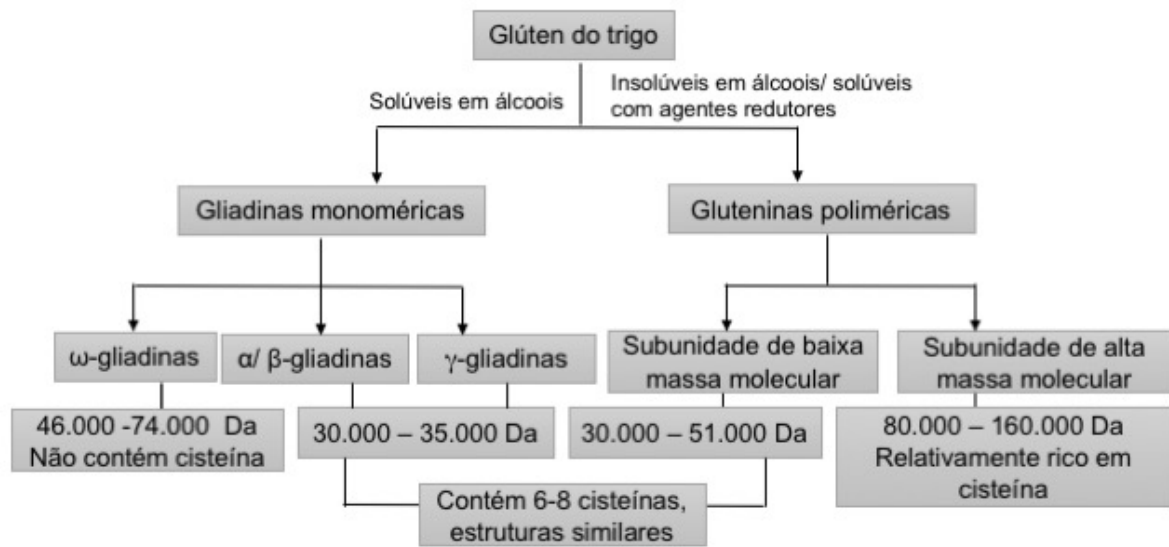 Glúten do trigo
Solúveis em álcoois
Insolúveis em álcoois/ solúveis
com agentes redutores
Gliadinas monoméricas
Gluteninas poliméricas
ω-gliadinas
α/ β-gliadinas
γ-gliadinas
Subunidade de baixa
massa molecular
Subunidade de alta
massa molecular
46.000 -74.000 Da
Não contém cisteína
30.000 – 35.000 Da
30.000 – 51.000 Da
80.000 – 160.000 Da
Relativamente rico em
cisteína
Contém 6-8 cisteínas,
estruturas similares